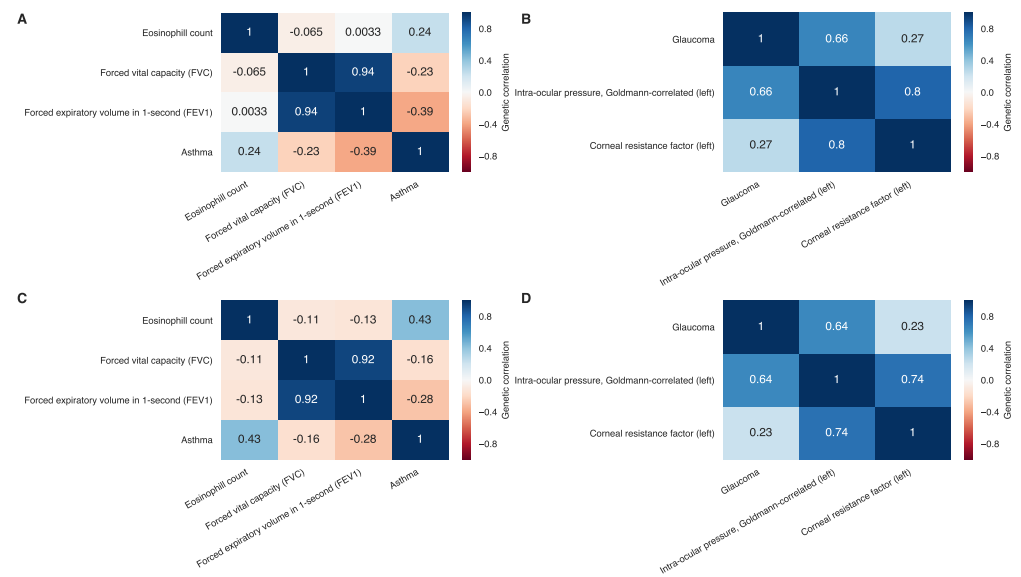 A
Eosinophill count
Forced vital capacity (FVC)
Forced expiratory volume in 1-second (FEV1)
Asthma
1 -0.065 0.0033 0.24
-0.065 1 0.94 -0.23
0.0033 0.94 1 -0.39
0.24 -0.23 -0.39 1
Eosinophill count
Forced vital capacity (FVC)
Forced expiratory volume in 1-second (FEV1)
Asthma
0.8
0.4
0.0
−0.4
−0.8
Genetic correlation
B
Glaucoma
Intra-ocular pressure, Goldmann-correlated (left)
Corneal resistance factor (left)
1 0.66 0.27
0.66 1 0.8
0.27 0.8 1
Glaucoma
Intra-ocular pressure, Goldmann-correlated (left)
Corneal resistance factor (left)
0.8
0.4
0.0
−0.4
−0.8
Genetic correlation
C
Eosinophill count
Forced vital capacity (FVC)
Forced expiratory volume in 1-second (FEV1)
Asthma
1 -0.11 -0.13 0.43
-0.11 1 0.92 -0.16
-0.13 0.92 1 -0.28
0.43 -0.16 -0.28 1
Eosinophill count
Forced vital capacity (FVC)
Forced expiratory volume in 1-second (FEV1)
Asthma
0.8
0.4
0.0
−0.4
−0.8
Genetic correlation
D
Glaucoma
Intra-ocular pressure, Goldmann-correlated (left)
Corneal resistance factor (left)
1 0.64 0.23
0.64 1 0.74
0.23 0.74 1
Glaucoma
Intra-ocular pressure, Goldmann-correlated (left)
Corneal resistance factor (left)
0.8
0.4
0.0
−0.4
−0.8
Genetic correlation